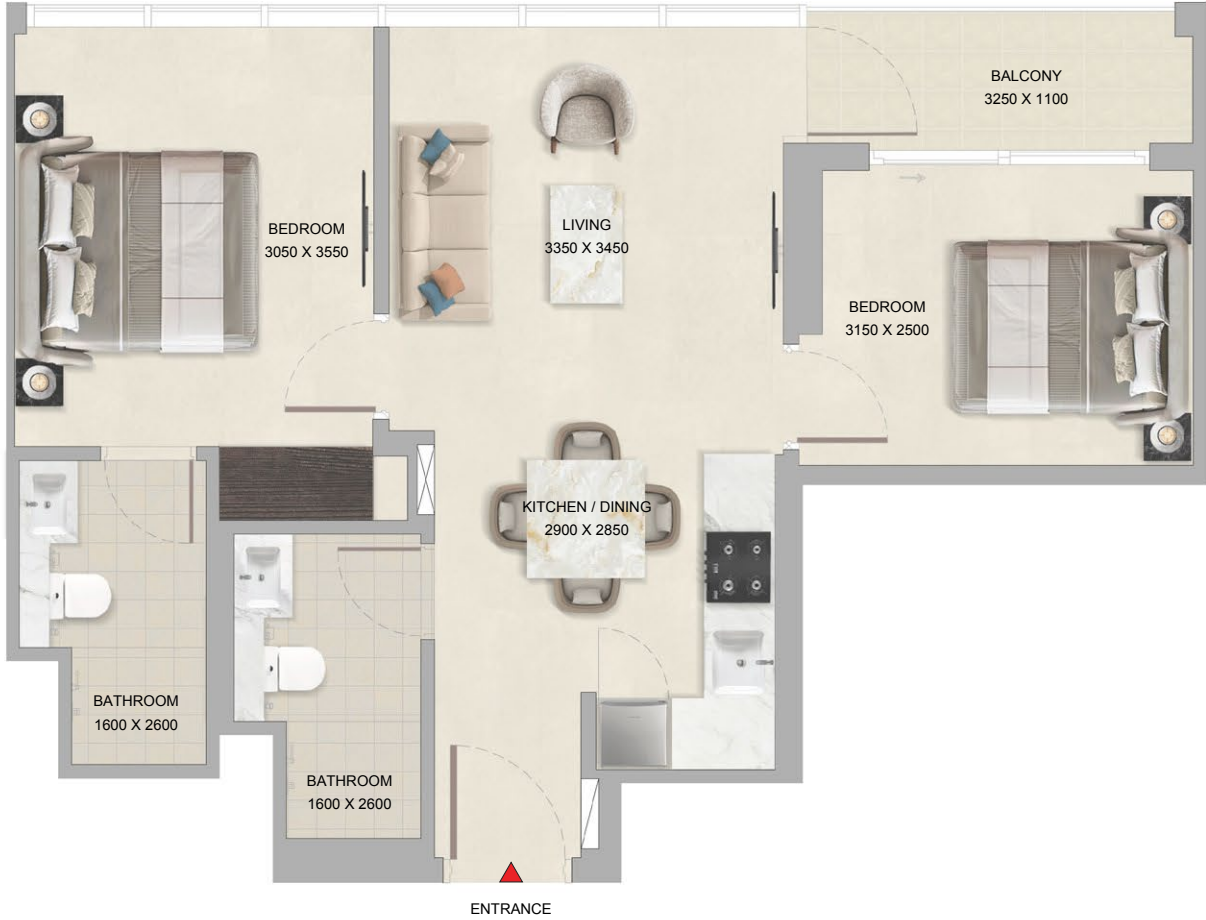 BALCONY
3250 X 1100
BEDROOM
3050 X 3550
LIVING
3350 X 3450
BEDROOM
3150 X 2500
KITCHEN / DINING
2900 X 2850
BATHROOM
1600 X 2600
BATHROOM
1600 X 2600
ENTRANCE